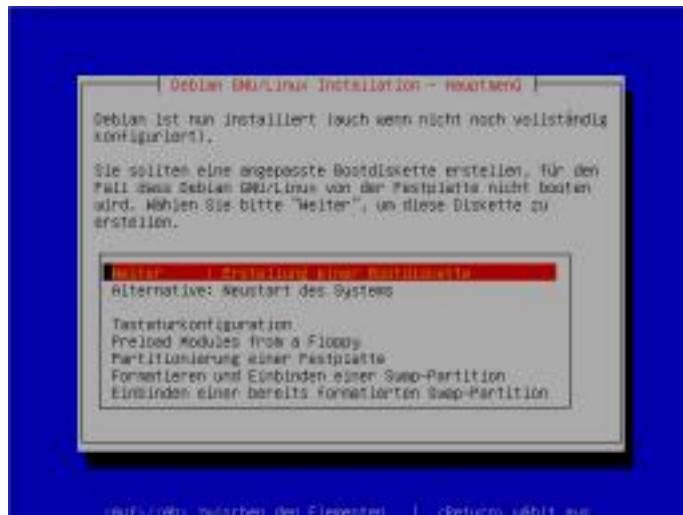 Debian GNU/Linux Installation - Hauptmenü
Debian ist nun installiert (auch wenn nicht noch vollständig
konfiguriert).
Sie sollten eine angepasste Bootdiskette erstellen, für den
Fall dass Debian GNU/Linux von der Festplatte nicht booten
wird. Wählen Sie bitte "Weiter", um diese Diskette zu
erstellen.
Weiter : Erstellung einer Bootdiskette
Alternative: Neustart des Systems
Tastaturkonfiguration
Preload Modules from a Floppy
Partitionierung einer Festplatte
Formatieren und Einbinden einer Swap-Partition
Einbinden einer bereits formatierten Swap-Partition
<Auf>/<Ab> zwischen den Elementen | <Return> wählt aus